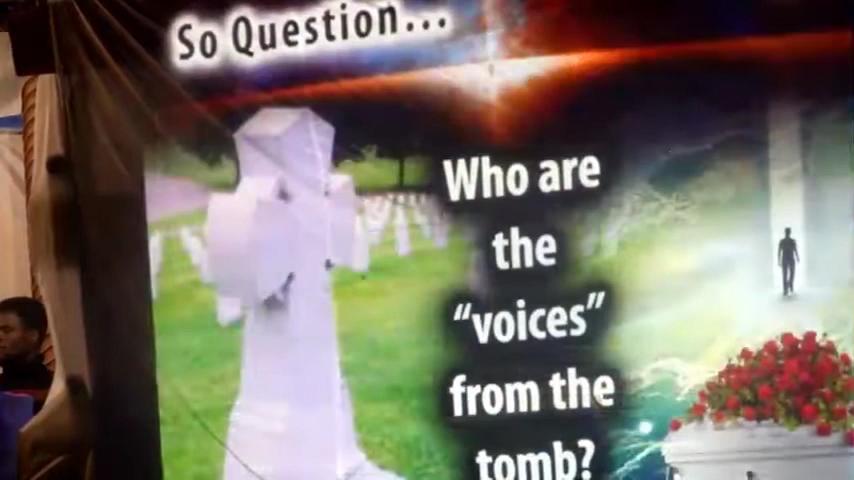 So Question...
Who are
the
“voices”
from the
tomb?